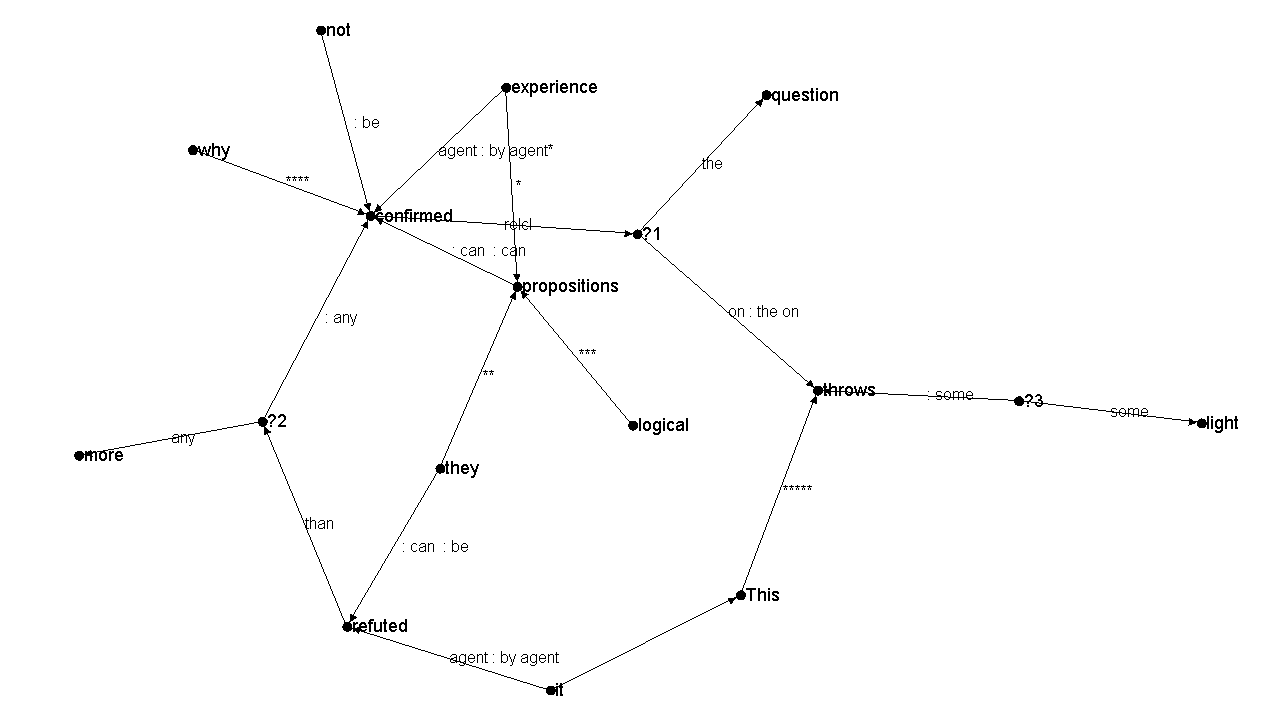 not
experience
question
: be
why
agent : by agent*
the
****
*
confirmed
relcl
?1
: can : can
propositions
on : the on
: any
***
**
throws
: some
?3
some
light
?2
logical
any
more
they
*****
than
: can : be
This
refuted
agent : by agent
it